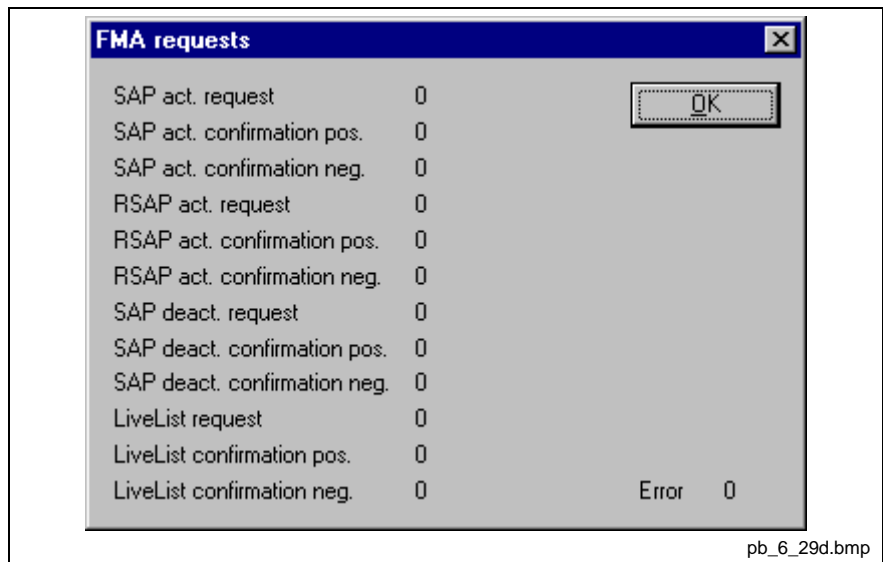 FMA requests
SAP act. request 0
OK
SAP act. confirmation pos. 0
SAP act. confirmation neg. 0
RSAP act. request 0
RSAP act. confirmation pos. 0
RSAP act. confirmation neg. 0
SAP deact. request 0
SAP deact. confirmation pos. 0
SAP deact. confirmation neg. 0
LiveList request 0
LiveList confirmation pos. 0
LiveList confirmation neg. 0 Error 0
pb_6_29d.bmp